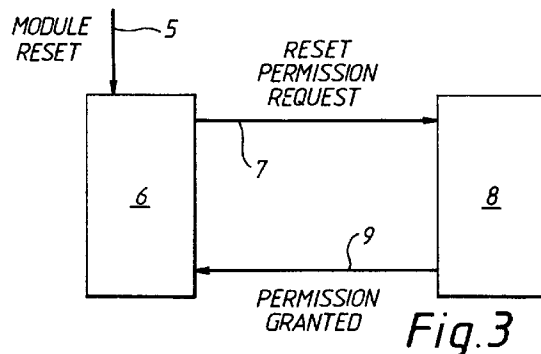 MODULE
RESET
5
RESET
PERMISSION
REQUEST
7
6
8
9
PERMISSION
GRANTED
Fig.3